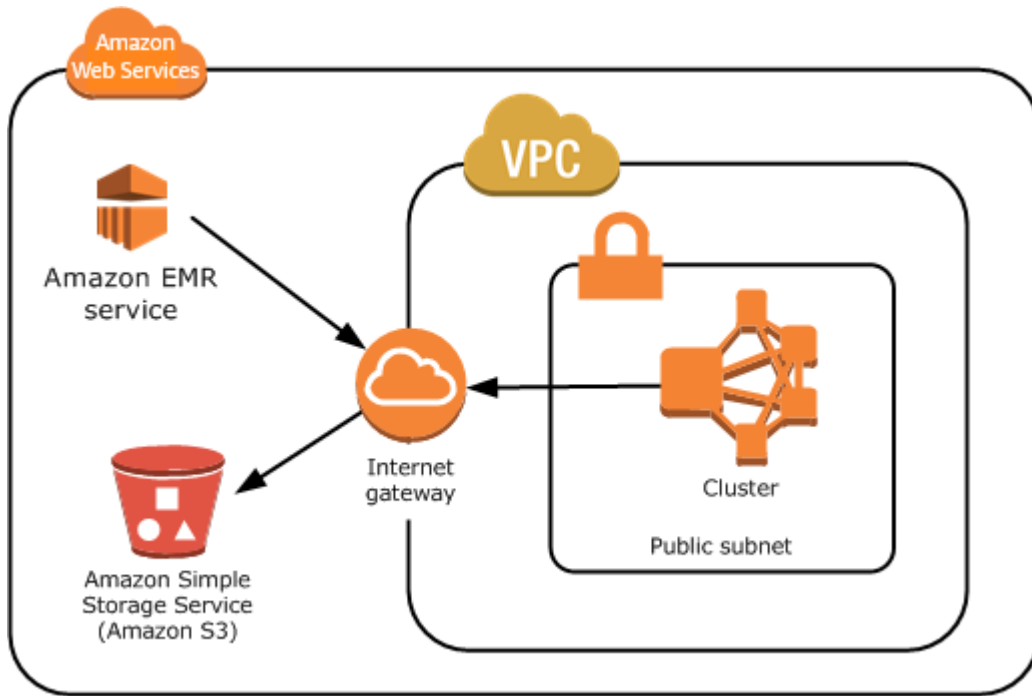 Amazon
Web Services
VPC
Amazon EMR
service
Internet
gateway
Cluster
Public subnet
Amazon Simple
Storage Service
(Amazon S3)